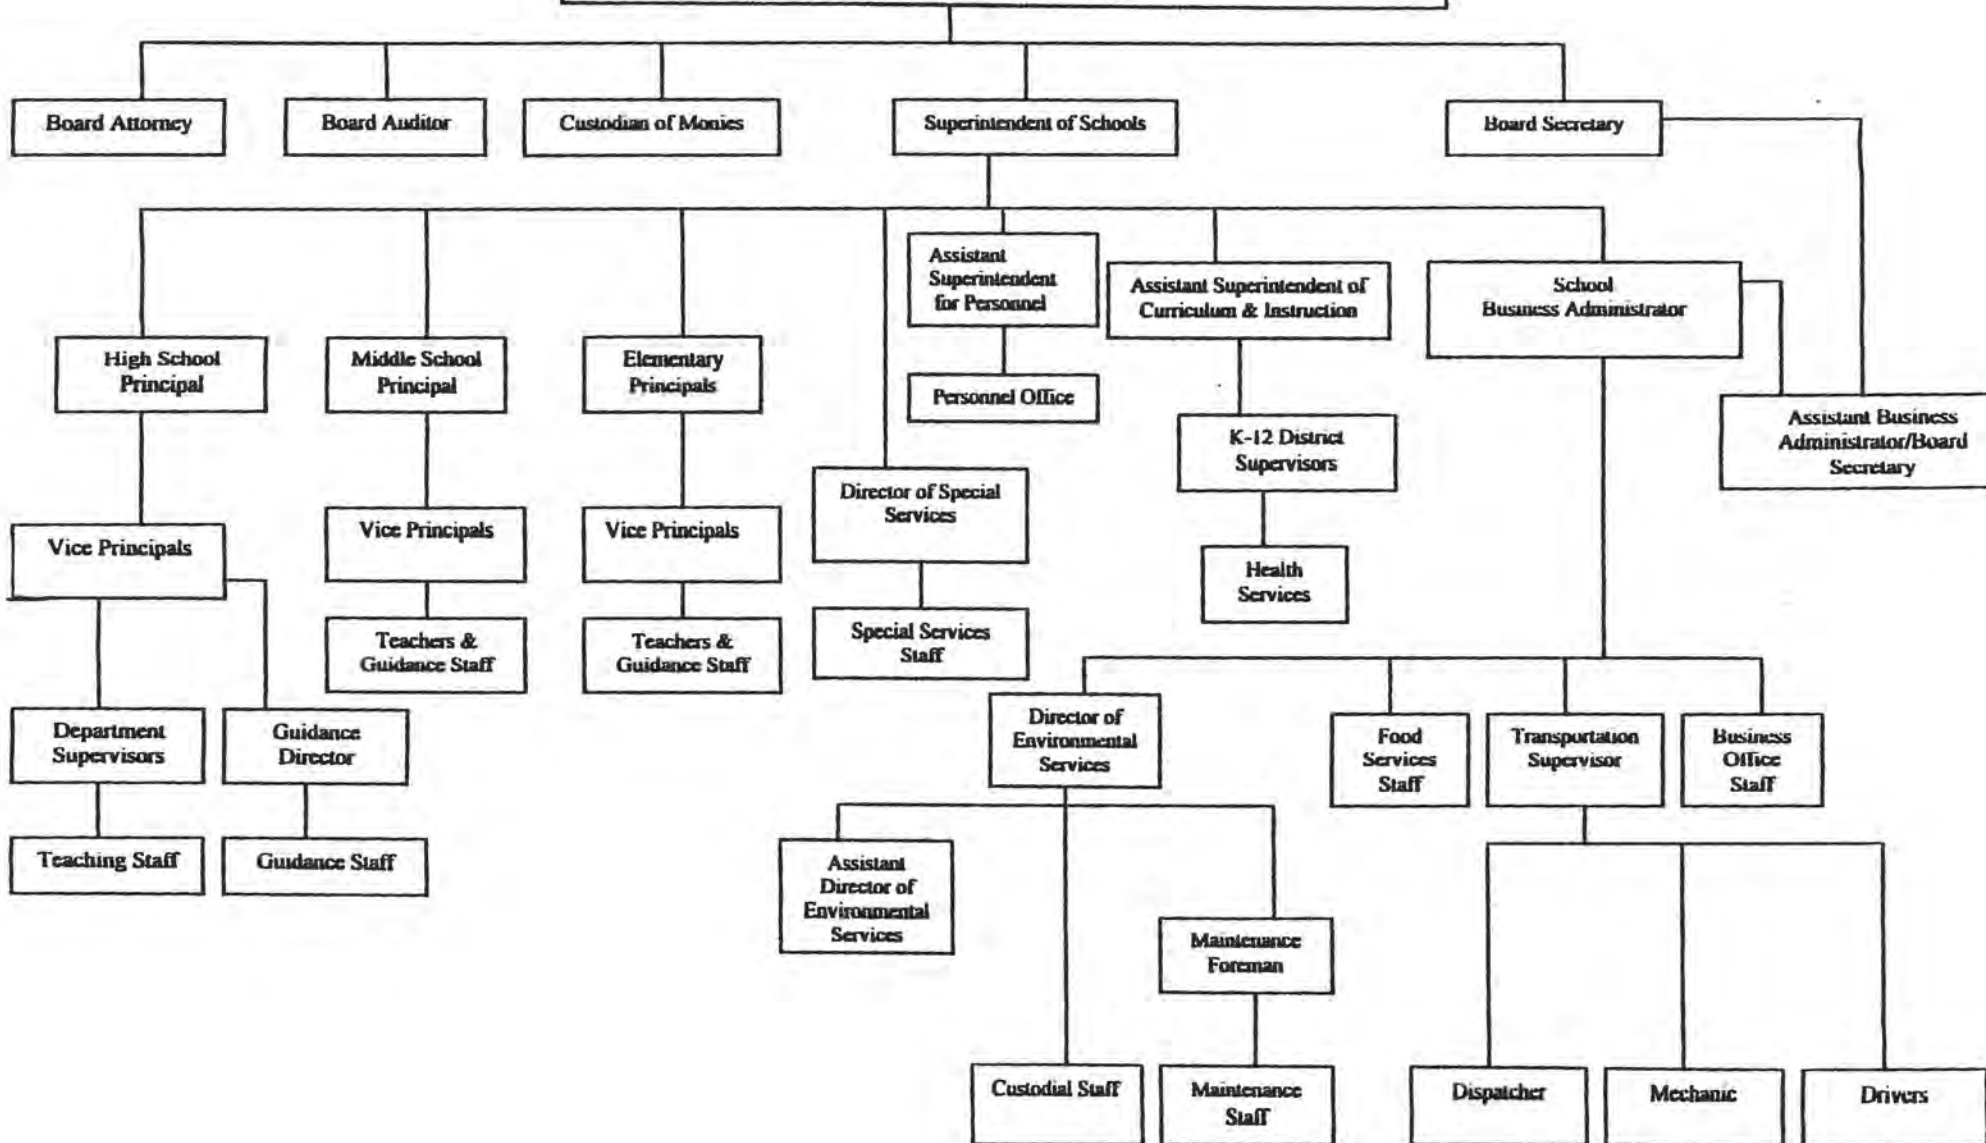 Board Attorney
Board Auditor
Custodian of Monies
Superintendent of Schools
Board Secretary
Assistant
Superintendent
for Personnel
Assistant Superintendent of
Curriculum & Instruction
School
Business Administrator
High School
Principal
Middle School
Principal
Elementary
Principals
Personnel Office
Assistant Business
Administrator/Board
Secretary
K-12 District
Supervisors
Director of Special
Services
Vice Principals
Vice Principals
Vice Principals
Health
Services
Teachers &
Guidance Staff
Teachers &
Guidance Staff
Special Services
Staff
Department
Supervisors
Guidance
Director
Director of
Environmental
Services
Food
Services
Staff
Transportation
Supervisor
Business
Office
Staff
Teaching Staff
Guidance Staff
Assistant
Director of
Environmental
Services
Maintenance
Foreman
Custodial Staff
Maintenance
Staff
Dispatcher
Mechanic
Drivers